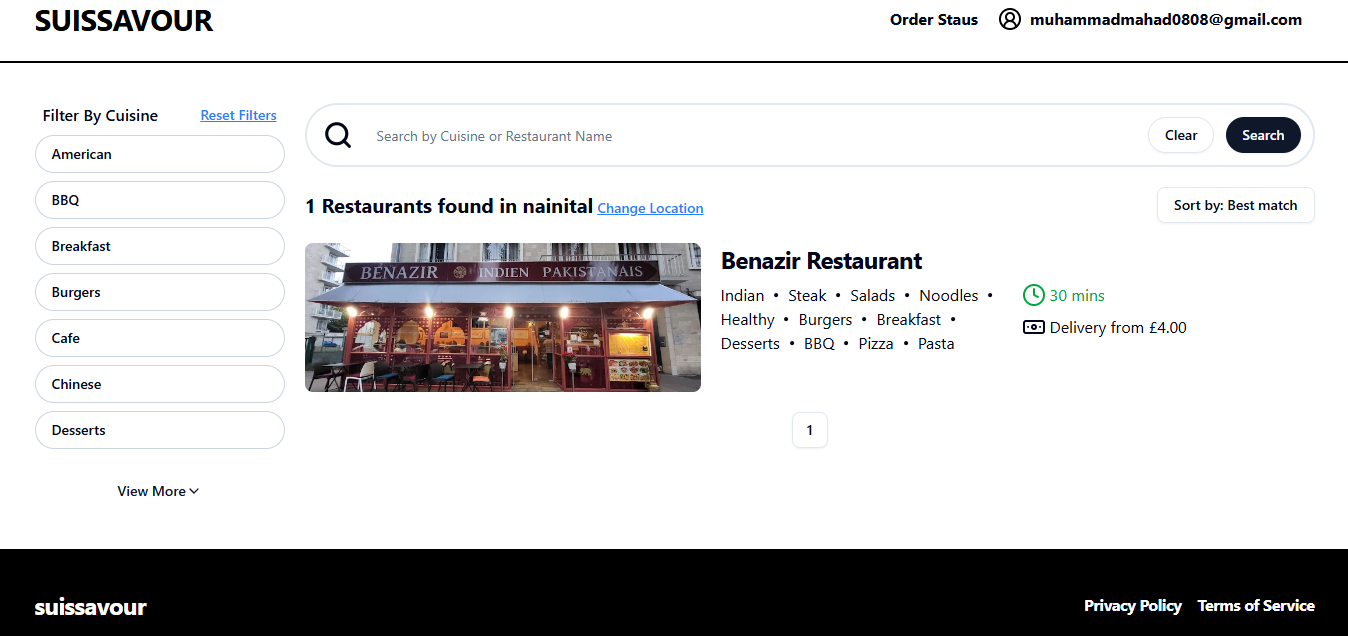 SUISSAVOUR
Order Staus
muhammadmahad0808@gmail.com
Filter By Cuisine
Reset Filters
American
BBQ
Breakfast
Burgers
Cafe
Chinese
Desserts
View More
Search by Cuisine or Restaurant Name
Clear
Search
1 Restaurants found in nainital Change Location
Sort by: Best match
BENAZIR INDIEN PAKISTANAIS
Benazir Restaurant
Indian • Steak • Salads • Noodles •
Healthy • Burgers • Breakfast •
Desserts • BBQ • Pizza • Pasta
30 mins
Delivery from £4.00
1
suissavour
Privacy Policy
Terms of Service